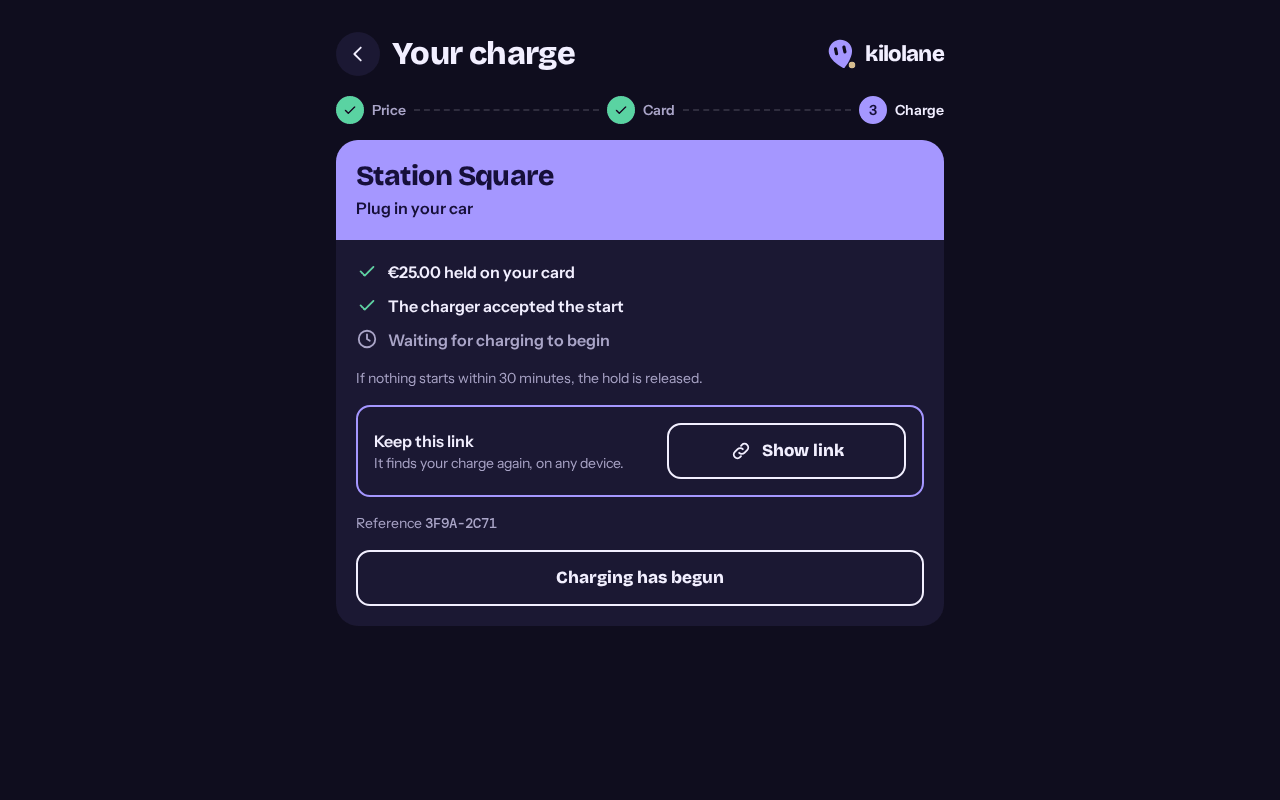 Your charge
kilolane
Price
Card
3
Charge
Station Square
Plug in your car
€25.00 held on your card
The charger accepted the start
Waiting for charging to begin
If nothing starts within 30 minutes, the hold is released.
Keep this link
It finds your charge again, on any device.
Show link
Reference 3F9A-2C71
Charging has begun